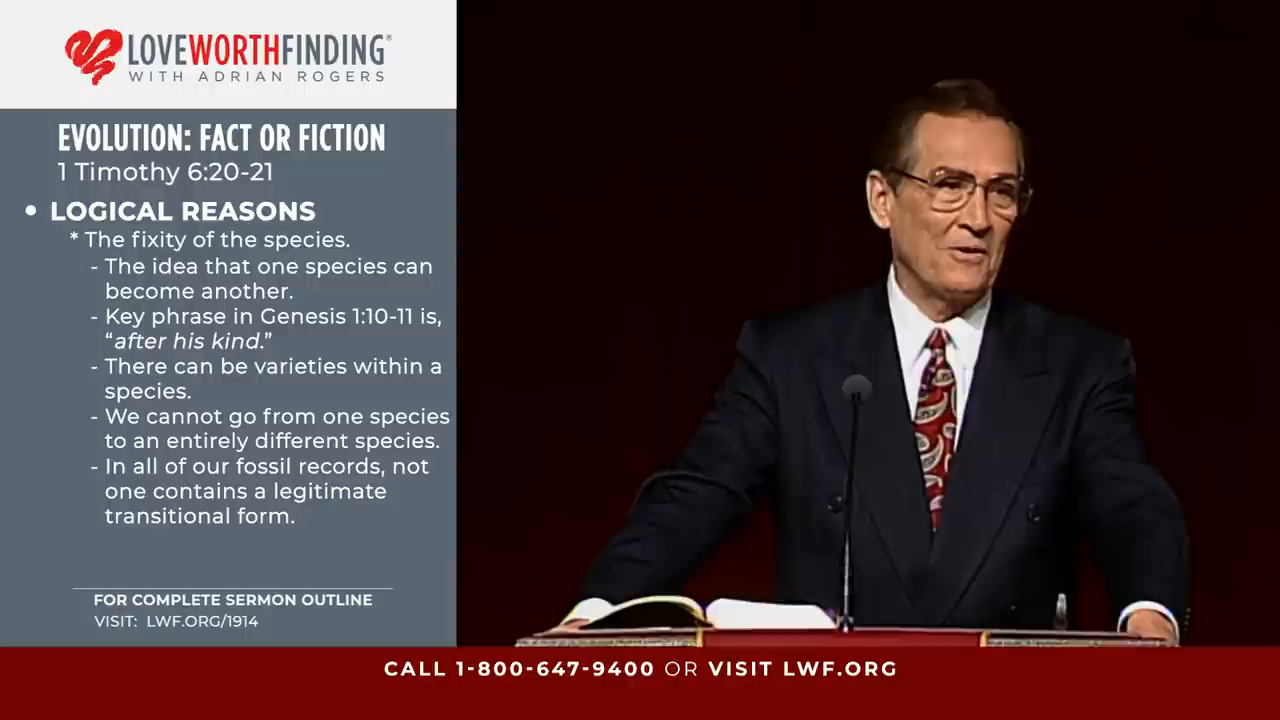 LOVEWORTHFINDING®
WITH ADRIAN ROGERS
EVOLUTION: FACT OR FICTION
1 Timothy 6:20-21
• LOGICAL REASONS
* The fixity of the species.
- The idea that one species can
become another.
- Key phrase in Genesis 1:10-11 is,
“after his kind.”
- There can be varieties within a
species.
- We cannot go from one species
to an entirely different species.
- In all of our fossil records, not
one contains a legitimate
transitional form.
FOR COMPLETE SERMON OUTLINE
VISIT: LWF.ORG/1914
CALL 1-800-647-9400 OR VISIT LWF.ORG